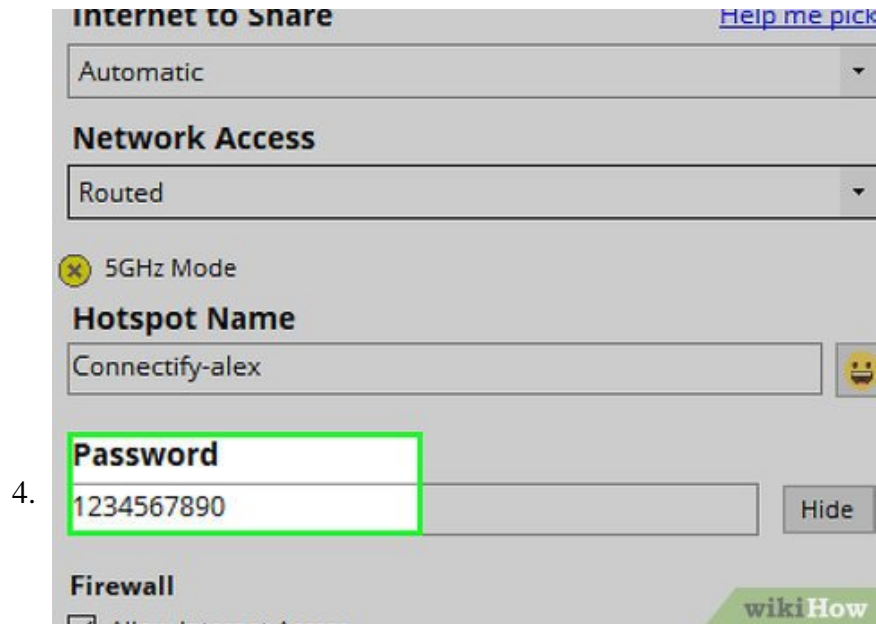 Internet to Share
Help me pick
Automatic
Network Access
Routed
5GHz Mode
Hotspot Name
Connectify-alex
Password
4.
1234567890
Hide
Firewall
wikiHow